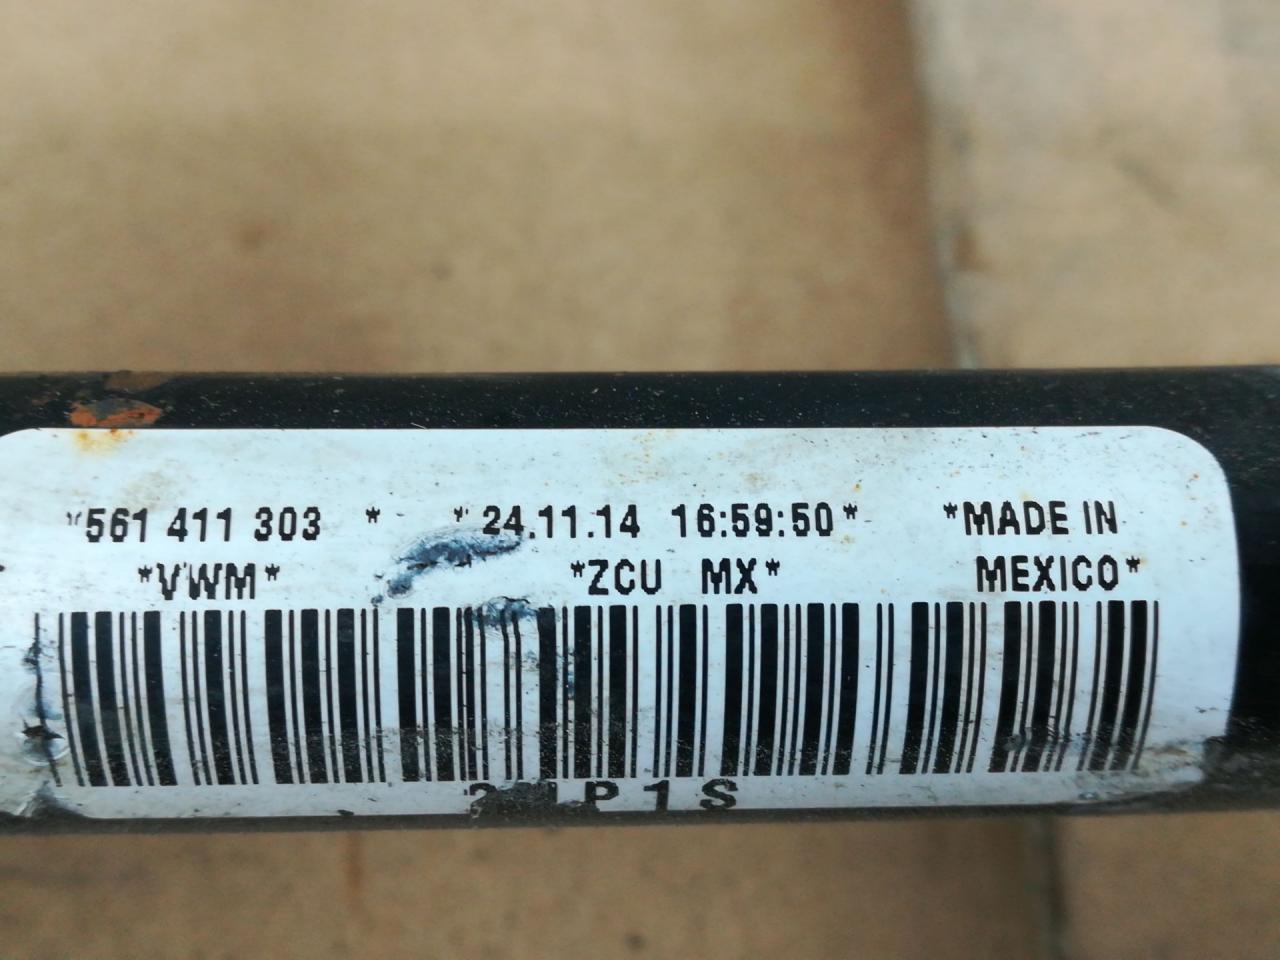 *561 411 303 * * 24.11.14 16:59:50* *MADE IN
*VWM* *ZCU MX* MEXICO*
P1S